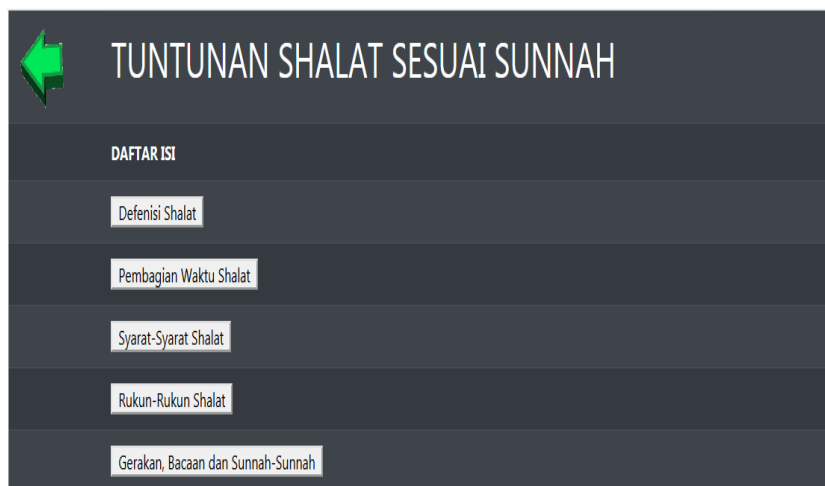 TUNTUNAN SHALAT SESUAI SUNNAH
DAFTAR ISI
Defenisi Shalat
Pembagian Waktu Shalat
Syarat-Syarat Shalat
Rukun-Rukun Shalat
Gerakan, Bacaan dan Sunnah-Sunnah